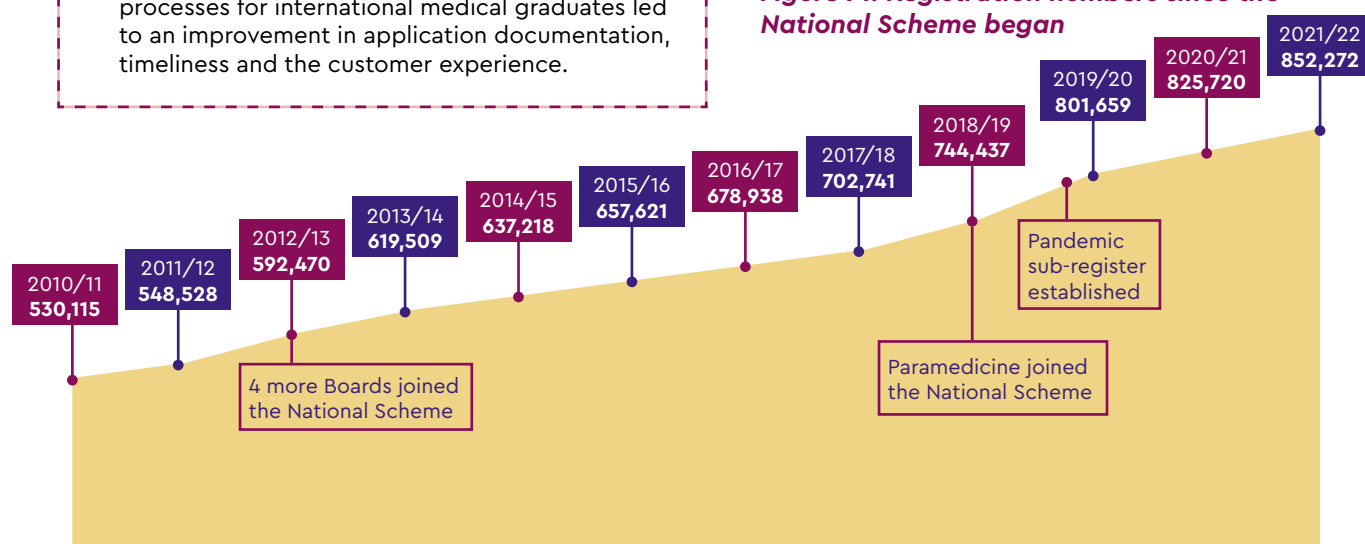 processes for international medical graduates led
to an improvement in application documentation,
timeliness and the customer experience.
National Scheme began
2010/11
530,115
2011/12
548,528
2012/13
592,470
2013/14
619,509
2014/15
637,218
2015/16
657,621
2016/17
678,938
2017/18
702,741
2018/19
744,437
2019/20
801,659
2020/21
825,720
2021/22
852,272
4 more Boards joined
the National Scheme
Paramedicine joined
the National Scheme
Pandemic
sub-register
established